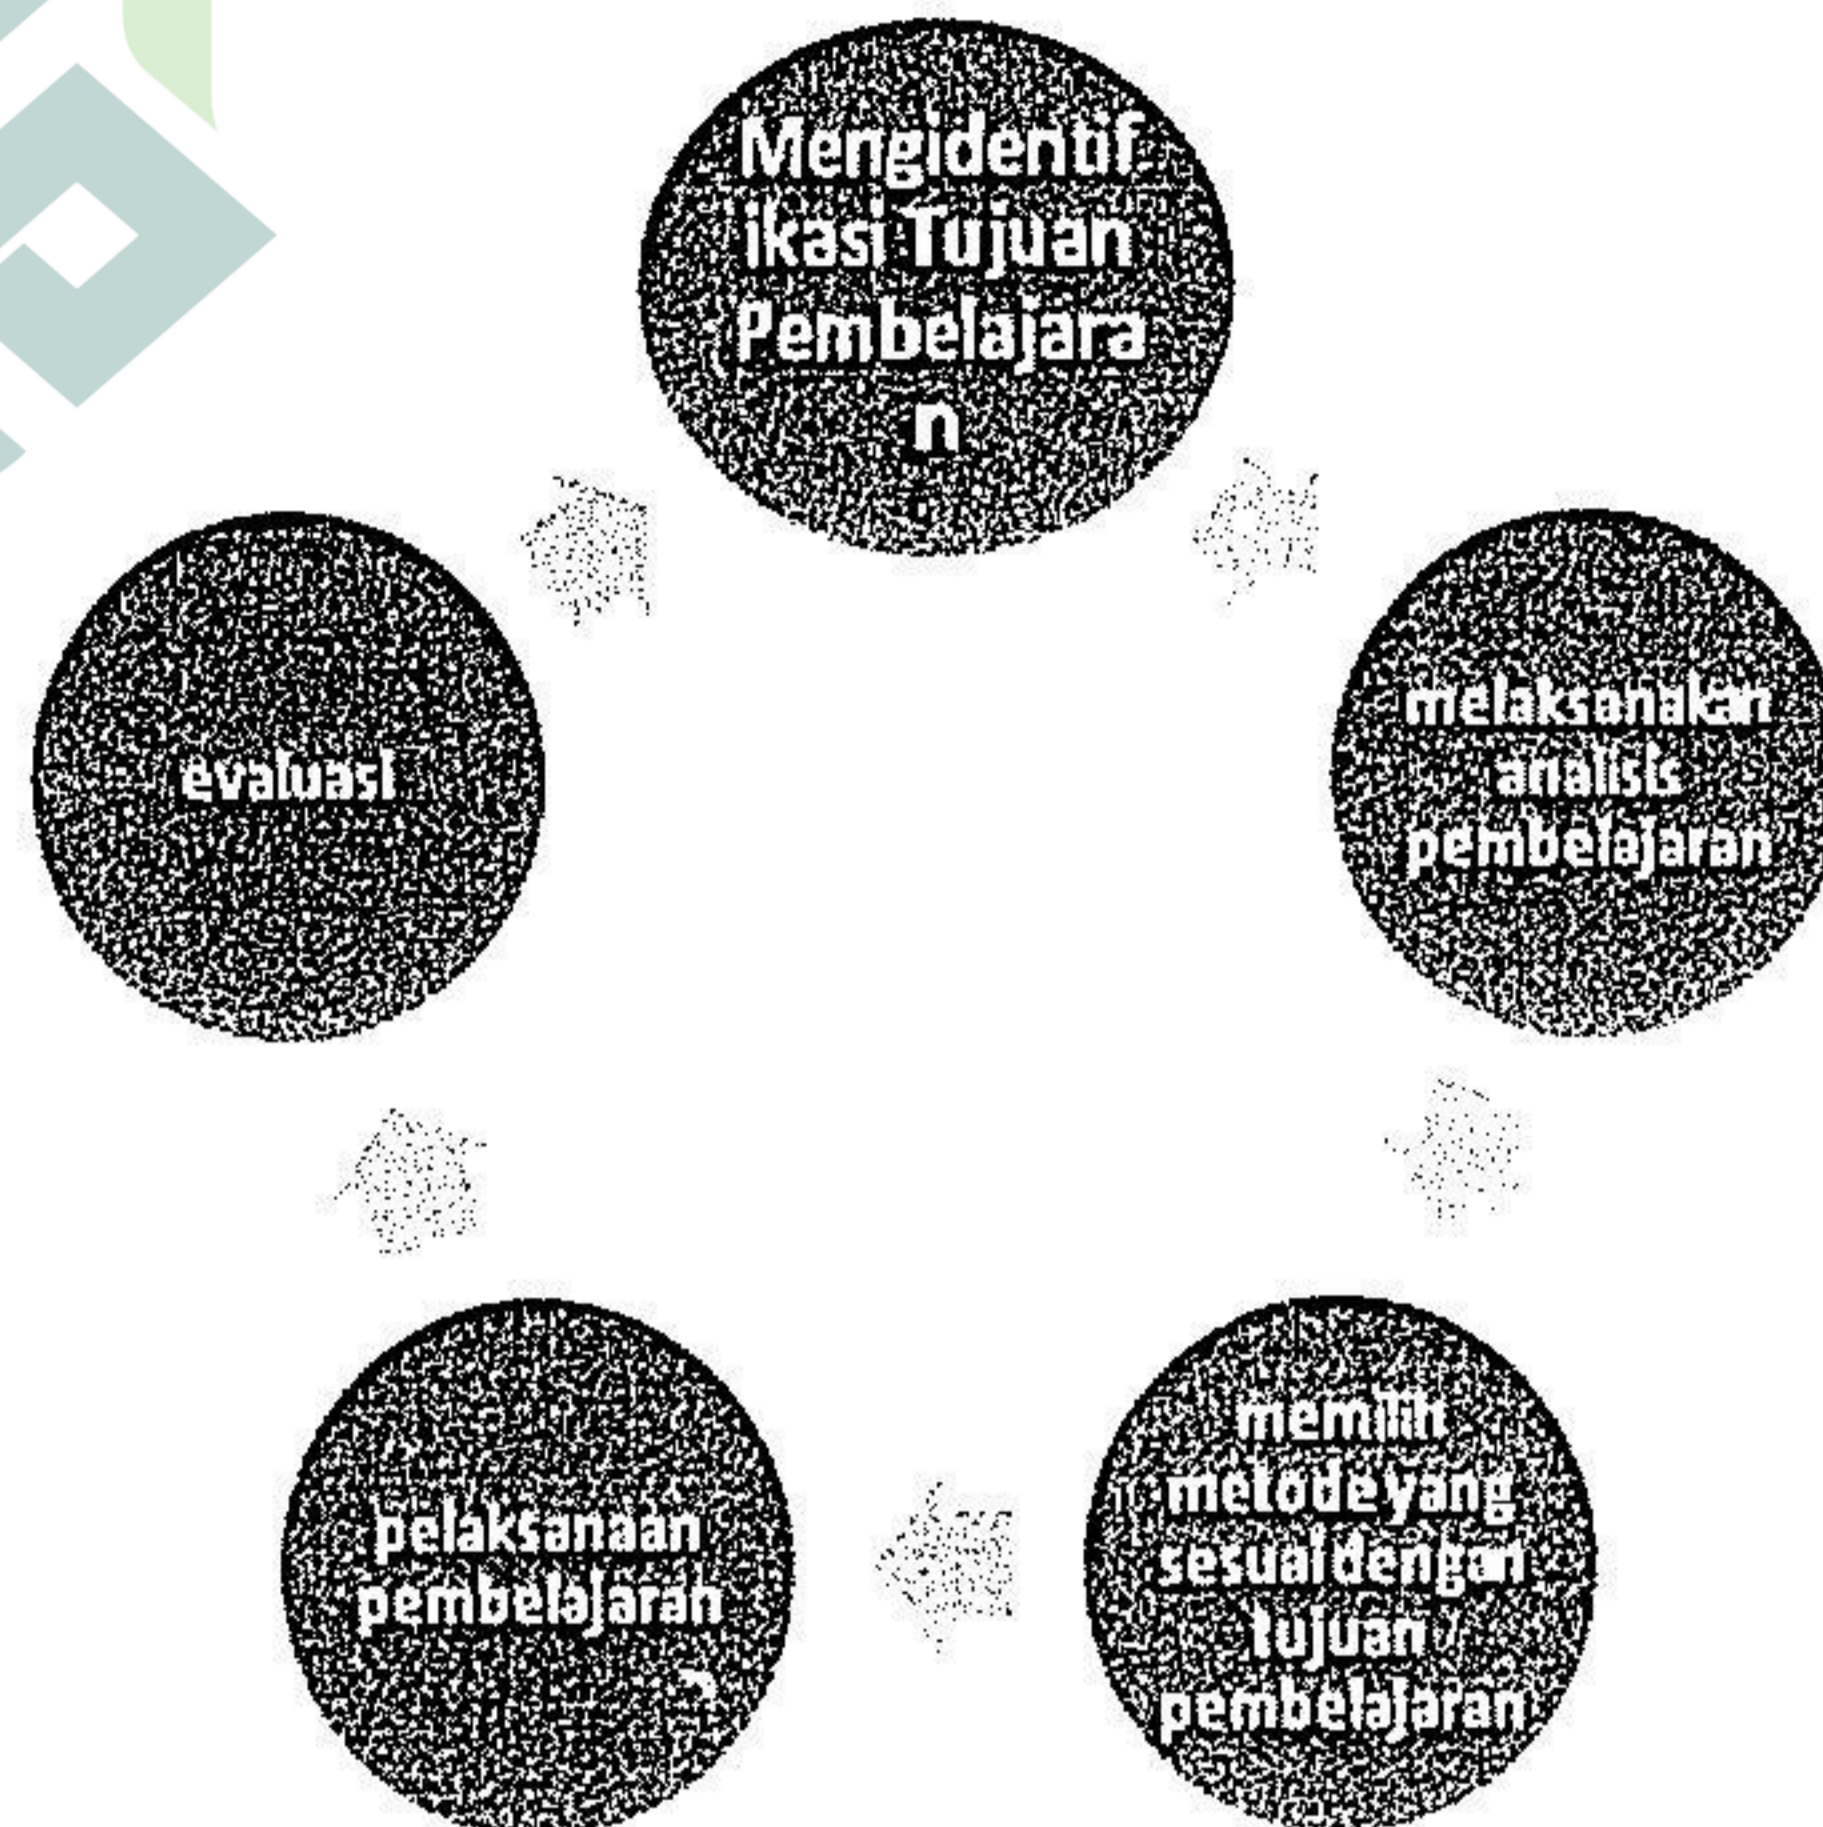 Mengidentif
ikasi Tujuan
Pembelajara
n
melaksanakan
analisis
pembelajaran
memilih
metode yang
sesuai dengan
tujuan
pembelajaran
pelaksanaan
pembelajaran
evaluasi